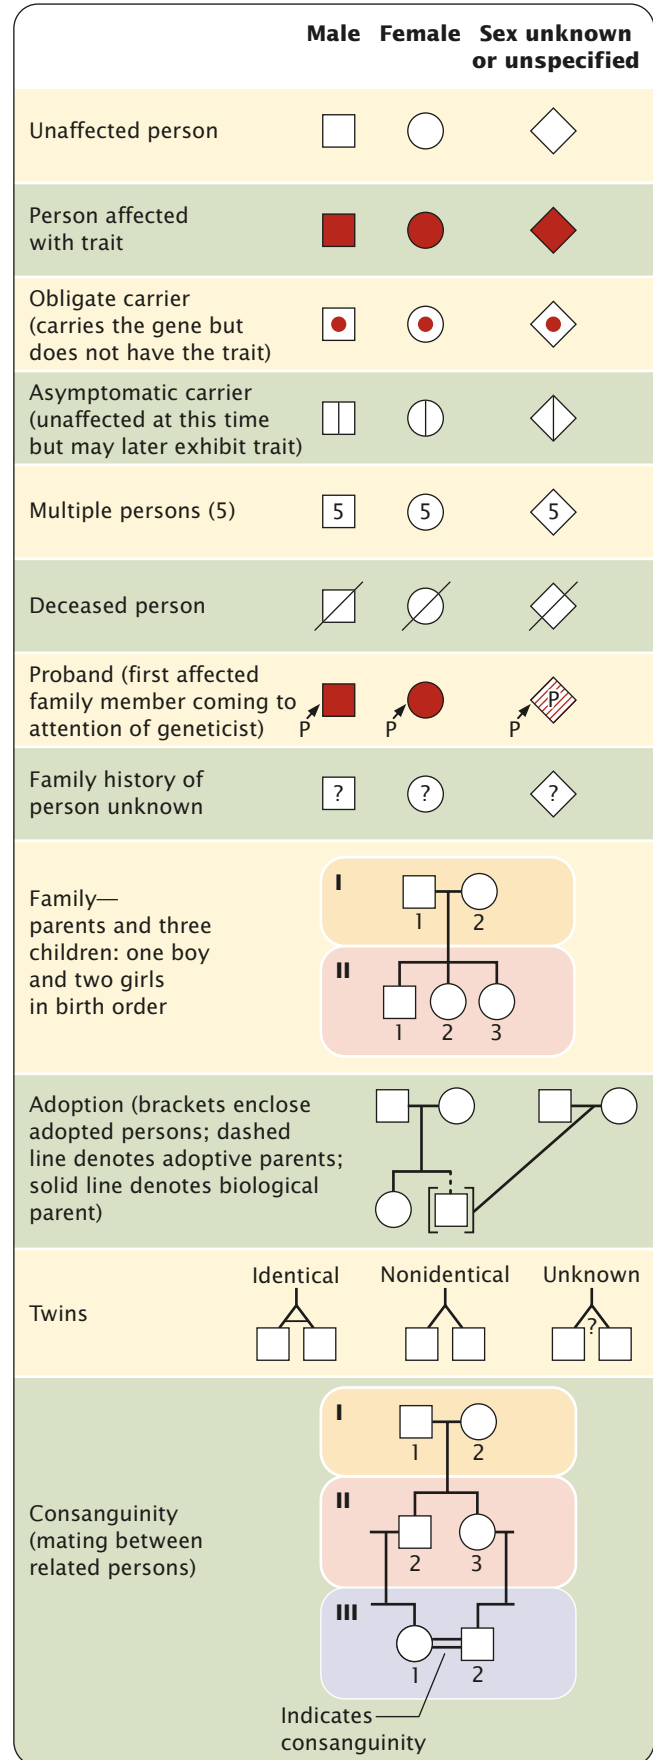 Male Female Sex unknown
or unspecified
Unaffected person
Person affected
with trait
Obligate carrier
(carries the gene but
does not have the trait)
Asymptomatic carrier
(unaffected at this time
but may later exhibit trait)
Multiple persons (5) 5 5 5
Deceased person
Proband (first affected
family member coming to
attention of geneticist) P P P P
Family history of
person unknown ? ? ?
Family—
parents and three
children: one boy
and two girls
in birth order
I
1 2
II
1 2 3
Adoption (brackets enclose
adopted persons; dashed
line denotes adoptive parents;
solid line denotes biological
parent)
Identical Nonidentical Unknown
Twins ?
Consanguinity
(mating between
related persons)
I
1 2
II
2 3
III
1 2
Indicates
consanguinity